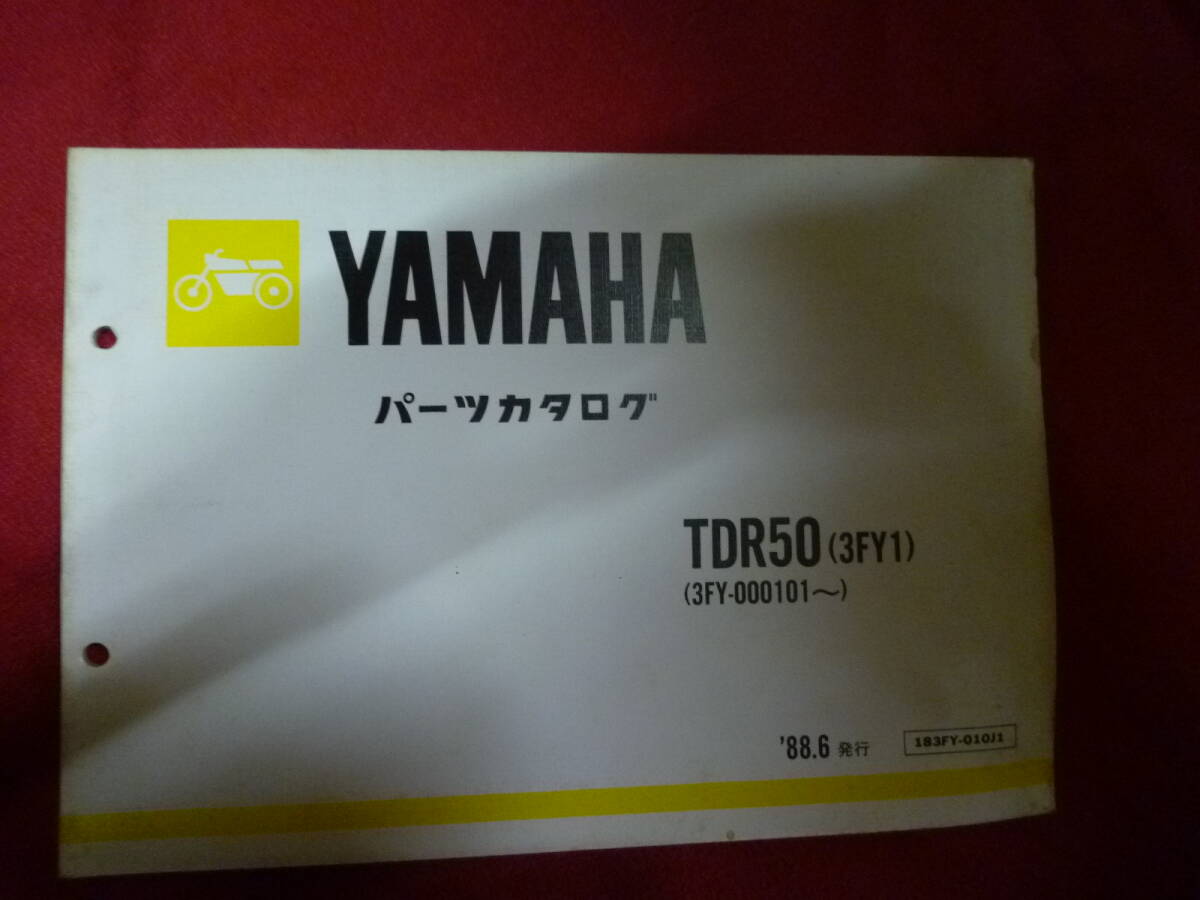 YAMAHA
パーツカタログ
TDR50 (3FY1)
(3FY-000101〜)
'88.6 発行
183FY-010J1